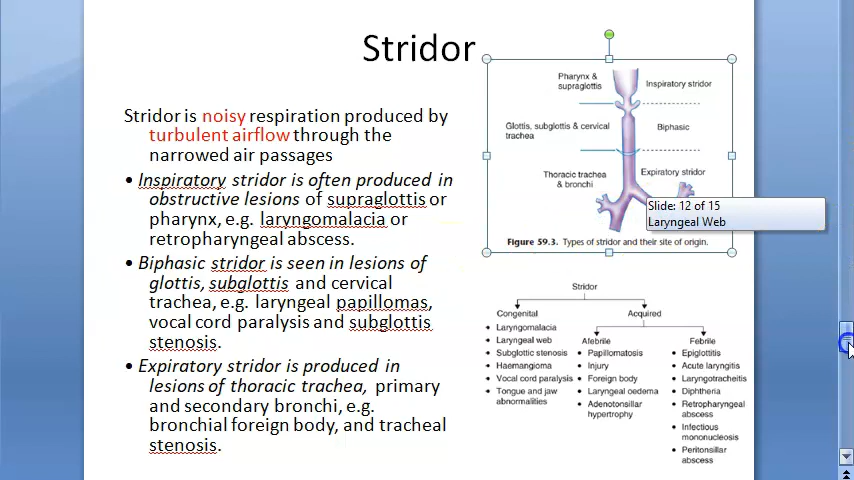 Stridor
Stridor is noisy respiration produced by
turbulent airflow through the
narrowed air passages
• Inspiratory stridor is often produced in
obstructive lesions of supraglottis or
pharynx, e.g. laryngomalacia or
retropharyngeal abscess.
• Biphasic stridor is seen in lesions of
glottis, subglottis and cervical
trachea, e.g. laryngeal papillomas,
vocal cord paralysis and subglottis
stenosis.
• Expiratory stridor is produced in
lesions of thoracic trachea, primary
and secondary bronchi, e.g.
bronchial foreign body, and tracheal
stenosis.
Pharynx &
supraglottis
Inspiratory stridor
Glottis, subglottis & cervical
trachea
Biphasic
Thoracic trachea
& bronchi
Expiratory stridor
Slide: 12 of 15
Laryngeal Web
Figure 59.3. Types of stridor and their site of origin.
Stridor
Congenital
• Laryngomalacia
• Laryngeal web
• Subglottic stenosis
• Haemangioma
• Vocal cord paralysis
• Tongue and jaw
abnormalities
Acquired
Afebrile
• Papillomatosis
• Injury
• Foreign body
• Laryngeal oedema
• Adenotonsillar
hypertrophy
Febrile
• Epiglottitis
• Acute laryngitis
• Laryngotracheitis
• Diphtheria
• Retropharyngeal
abscess
• Infectious
mononucleosis
• Peritonsillar
abscess